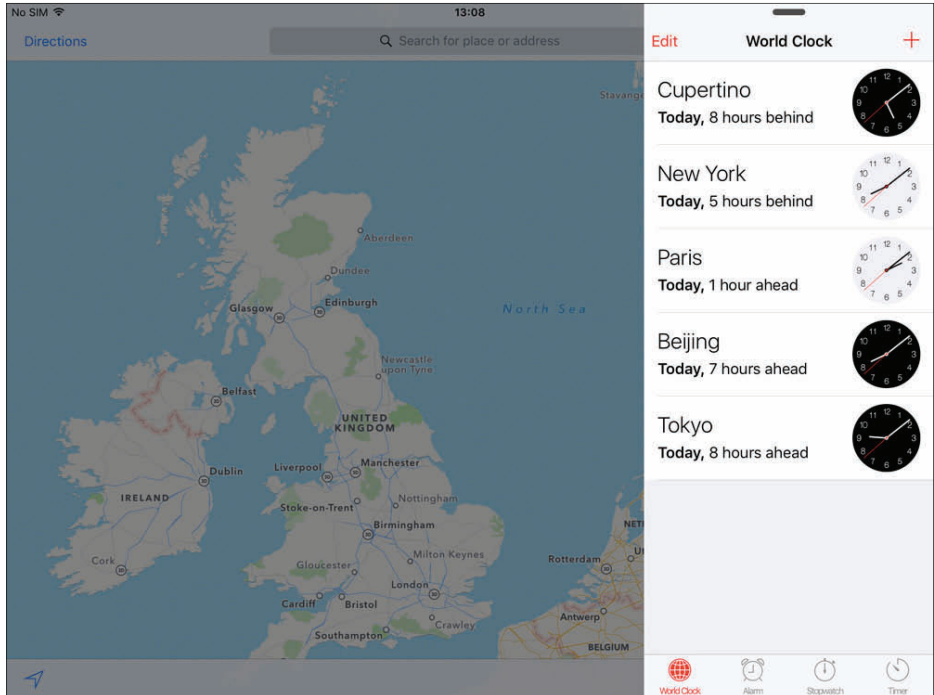 No SIM
13:08
Directions
Search for place or address
Edit
World Clock
Cupertino
Today, 8 hours behind
New York
Today, 5 hours behind
Paris
Today, 1 hour ahead
Beijing
Today, 7 hours ahead
Tokyo
Today, 8 hours ahead
World Clock
Alarm
Stopwatch
Timer
Stavange
Aberdeen
Dundee
Glasgow
Edinburgh
North Sea
Newcastle
upon Tyne
Belfast
UNITED
KINGDOM
Dublin
Liverpool
Manchester
IRELAND
Nottingham
Stoke-on-Trent
Birmingham
NET
Cork
Gloucester
Milton Keynes
Rotterdam
U
London
Cardiff
Bristol
Antwerp
Crawley
Southampton
BELGIUM